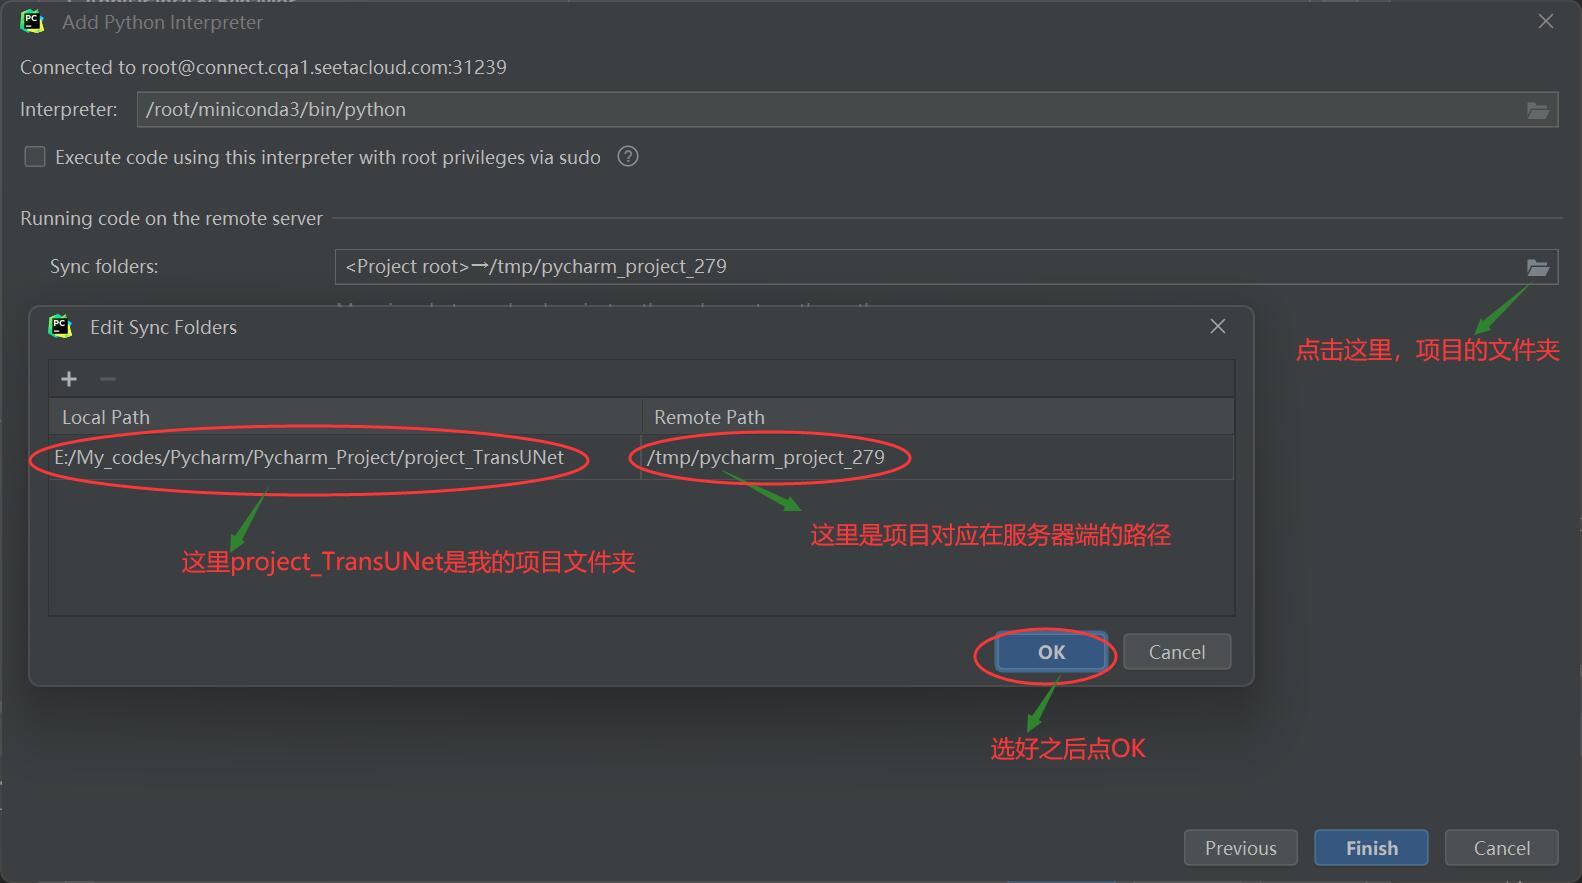 Add Python Interpreter
Connected to root@connect.cqa1.seetacloud.com:31239
Interpreter: /root/miniconda3/bin/python
Execute code using this interpreter with root privileges via sudo ?
Running code on the remote server
Sync folders: <Project root>→/tmp/pycharm_project_279
点击这里，项目的文件夹
Edit Sync Folders
Local Path Remote Path
E:/My_codes/Pycharm/Pycharm_Project/project_TransUNet /tmp/pycharm_project_279
这里是项目对应在服务器端的路径
这里project_TransUNet是我的项目文件夹
OK Cancel
选好之后点OK
Previous Finish Cancel